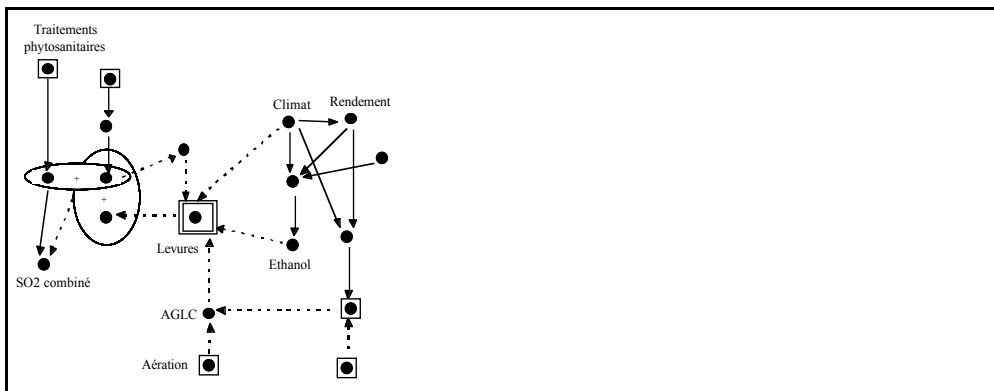 Traitements
phytosanitaires
Climat
Rendement
+
+
Levures
Ethanol
SO2 combiné
AGLC
Aération